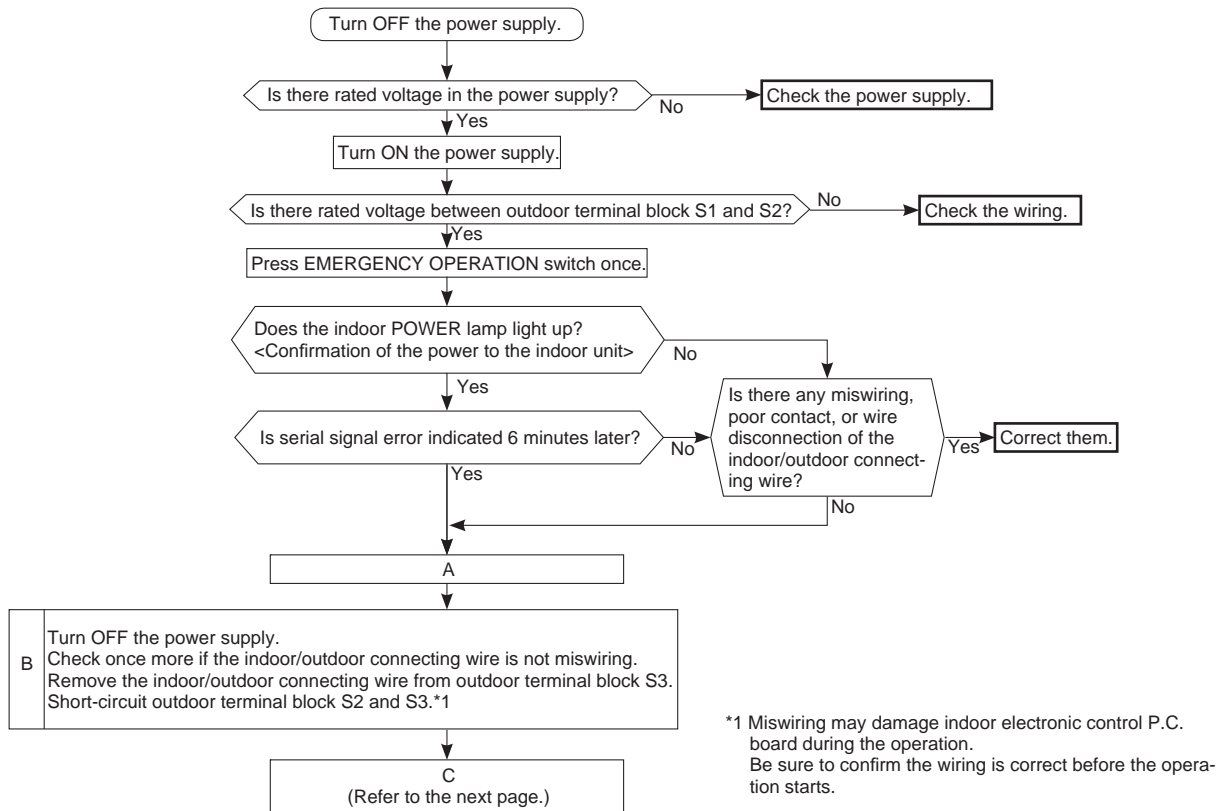 Turn OFF the power supply.
Is there rated voltage in the power supply?
No
Check the power supply.
Yes
Turn ON the power supply.
Is there rated voltage between outdoor terminal block S1 and S2?
No
Check the wiring.
Yes
Press EMERGENCY OPERATION switch once.
Does the indoor POWER lamp light up?
<Confirmation of the power to the indoor unit>
No
Yes
Is serial signal error indicated 6 minutes later?
No
Yes
Is there any miswiring,
poor contact, or wire
disconnection of the
indoor/outdoor connect-
ing wire?
Yes
Correct them.
No
A
B
Turn OFF the power supply.
Check once more if the indoor/outdoor connecting wire is not miswiring.
Remove the indoor/outdoor connecting wire from outdoor terminal block S3.
Short-circuit outdoor terminal block S2 and S3.*1
C
(Refer to the next page.)
*1 Miswiring may damage indoor electronic control P.C.
board during the operation.
Be sure to confirm the wiring is correct before the opera-
tion starts.